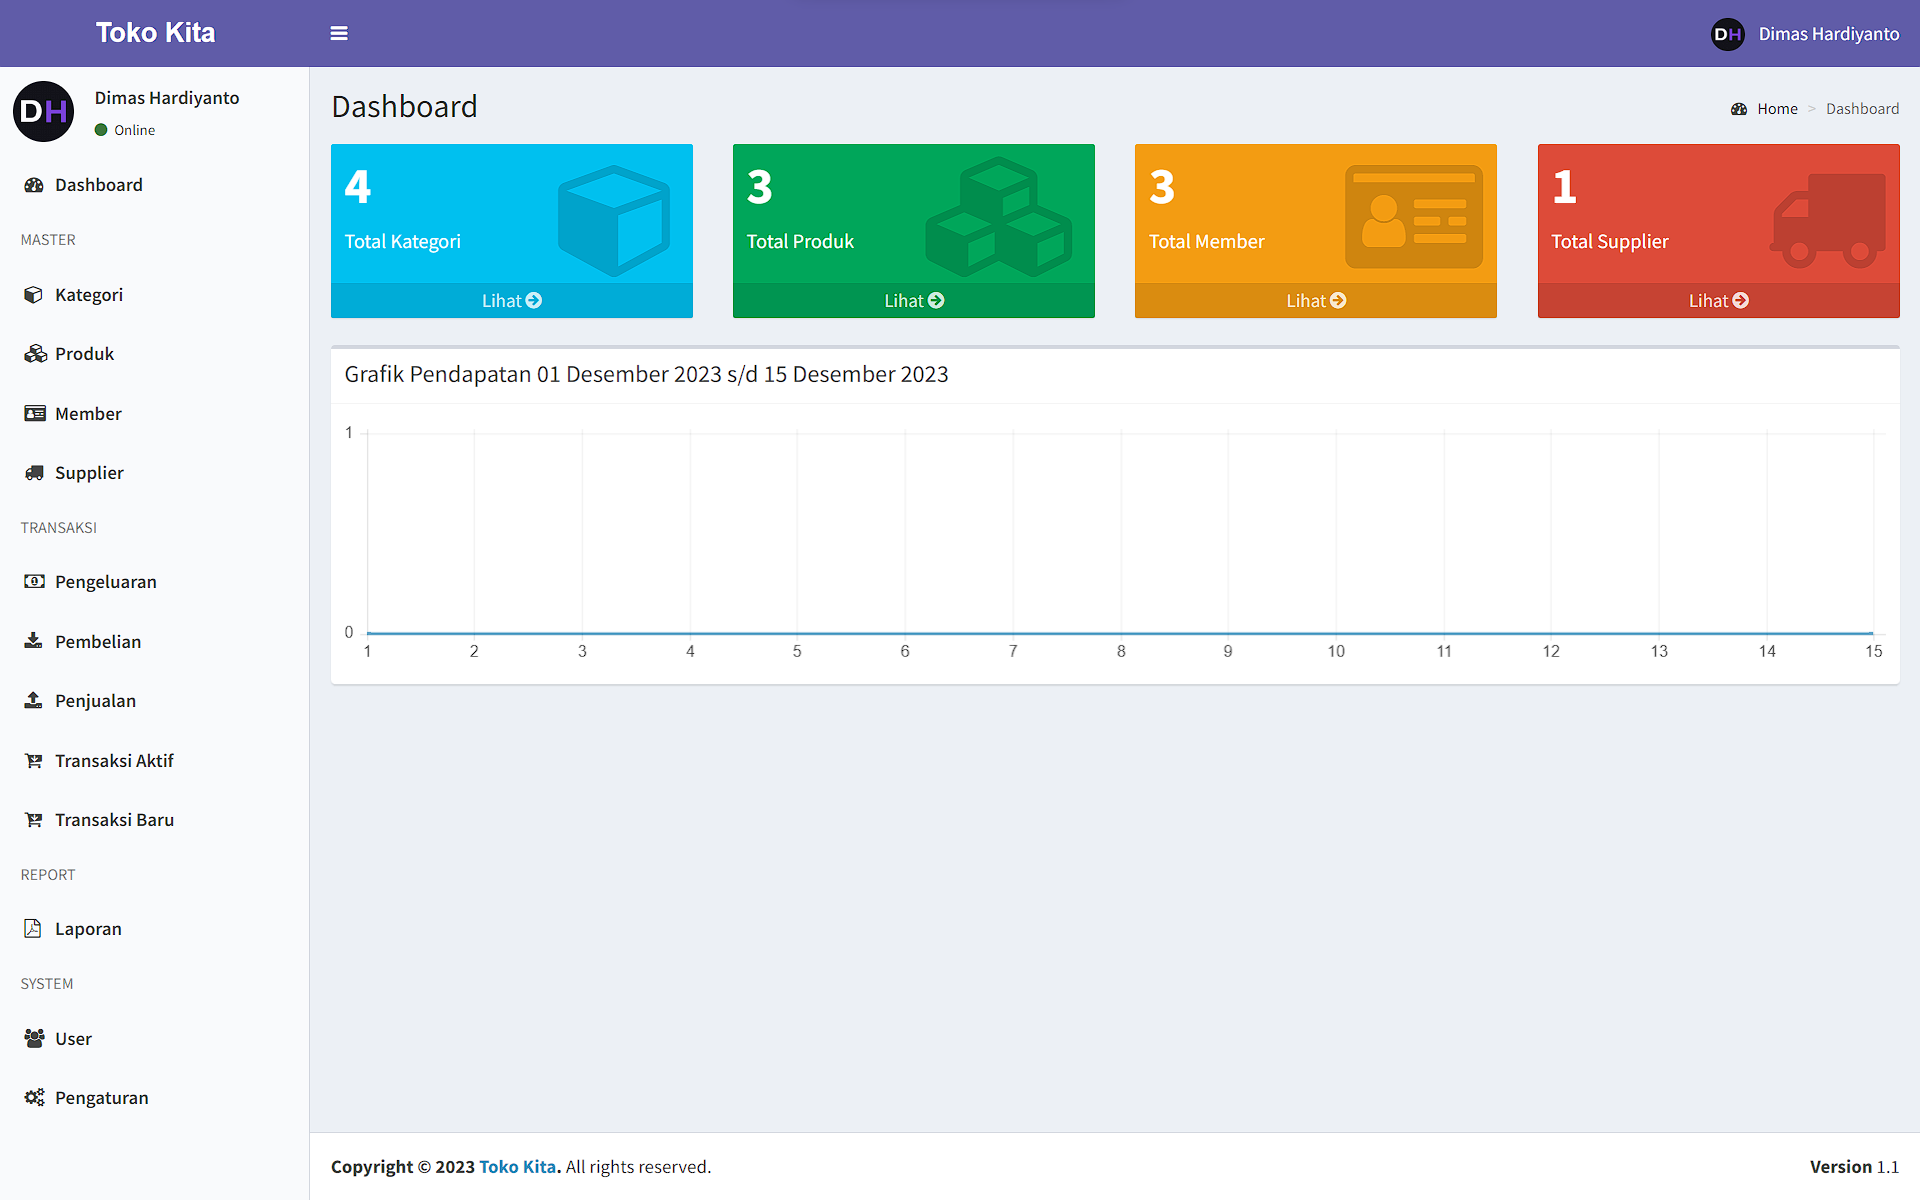 Toko Kita
DH Dimas Hardiyanto
DH
Dimas Hardiyanto
Online
Dashboard
MASTER
Kategori
Produk
Member
Supplier
TRANSAKSI
Pengeluaran
Pembelian
Penjualan
Transaksi Aktif
Transaksi Baru
REPORT
Laporan
SYSTEM
User
Pengaturan
Dashboard
Home > Dashboard
4
Total Kategori
Lihat
3
Total Produk
Lihat
3
Total Member
Lihat
1
Total Supplier
Lihat
Grafik Pendapatan 01 Desember 2023 s/d 15 Desember 2023
1
0
1 2 3 4 5 6 7 8 9 10 11 12 13 14 15
Copyright © 2023 Toko Kita. All rights reserved.
Version 1.1